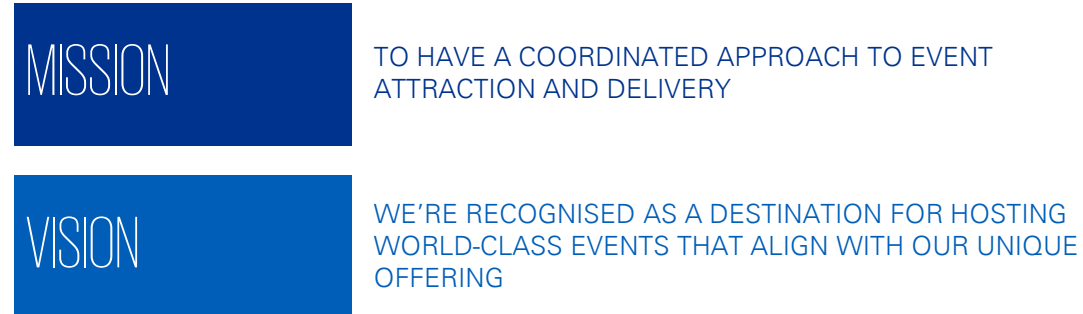 MISSION
TO HAVE A COORDINATED APPROACH TO EVENT
ATTRACTION AND DELIVERY
VISION
WE'RE RECOGNISED AS A DESTINATION FOR HOSTING
WORLD-CLASS EVENTS THAT ALIGN WITH OUR UNIQUE
OFFERING